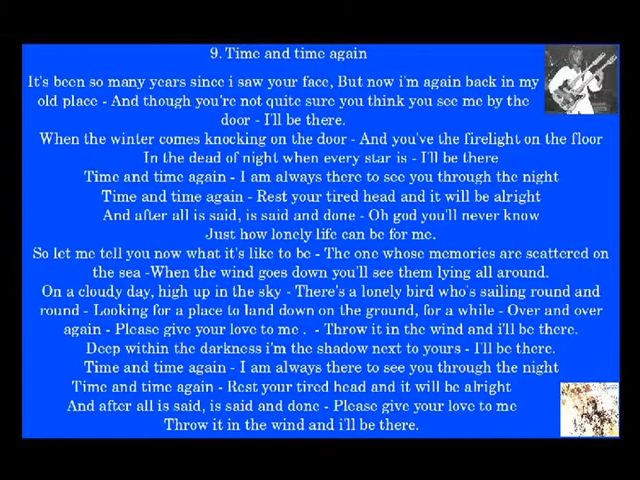 9. Time and time again
It's been so many years since i saw your face, But now i'm again back in my
old place - And though you're not quite sure you think you see me by the
door - I'll be there.
When the winter comes knocking on the door - And you've the firelight on the floor
In the dead of night when every star is - I'll be there
Time and time again - I am always there to see you through the night
Time and time again - Rest your tired head and it will be alright
And after all is said, is said and done - Oh god you'll never know
Just how lonely life can be for me.
So let me tell you now what it's like to be - The one whose memories are scattered on
the sea -When the wind goes down you'll see them lying all around.
On a cloudy day, high up in the sky - There's a lonely bird who's sailing round and
round - Looking for a place to land down on the ground, for a while - Over and over
again - Please give your love to me . - Throw it in the wind and i'll be there.
Deep within the darkness i'm the shadow next to yours - I'll be there.
Time and time again - I am always there to see you through the night
Time and time again - Rest your tired head and it will be alright
And after all is said, is said and done - Please give your love to me
Throw it in the wind and i'll be there.